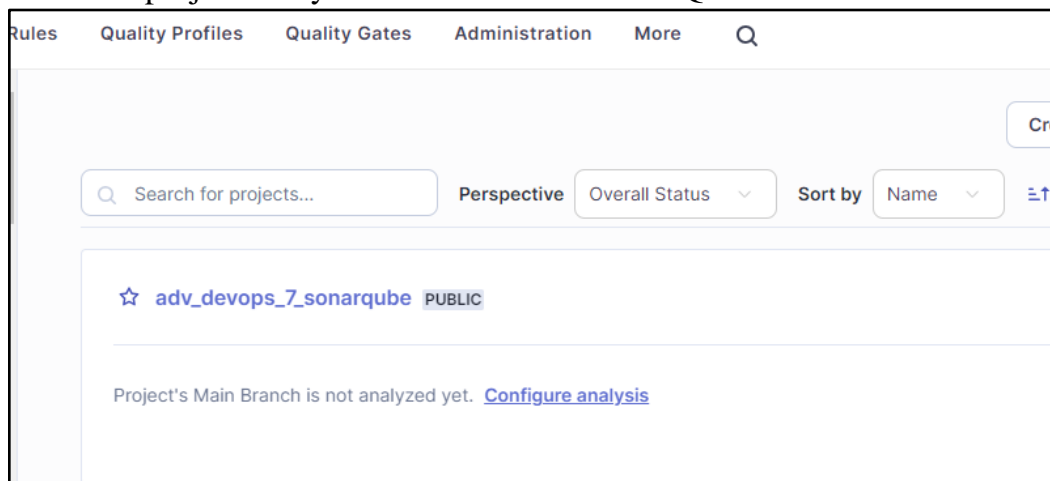 Rules Quality Profiles Quality Gates Administration More
Search for projects... Perspective Overall Status Sort by Name
adv_devops_7_sonarqube PUBLIC
Project's Main Branch is not analyzed yet. Configure analysis